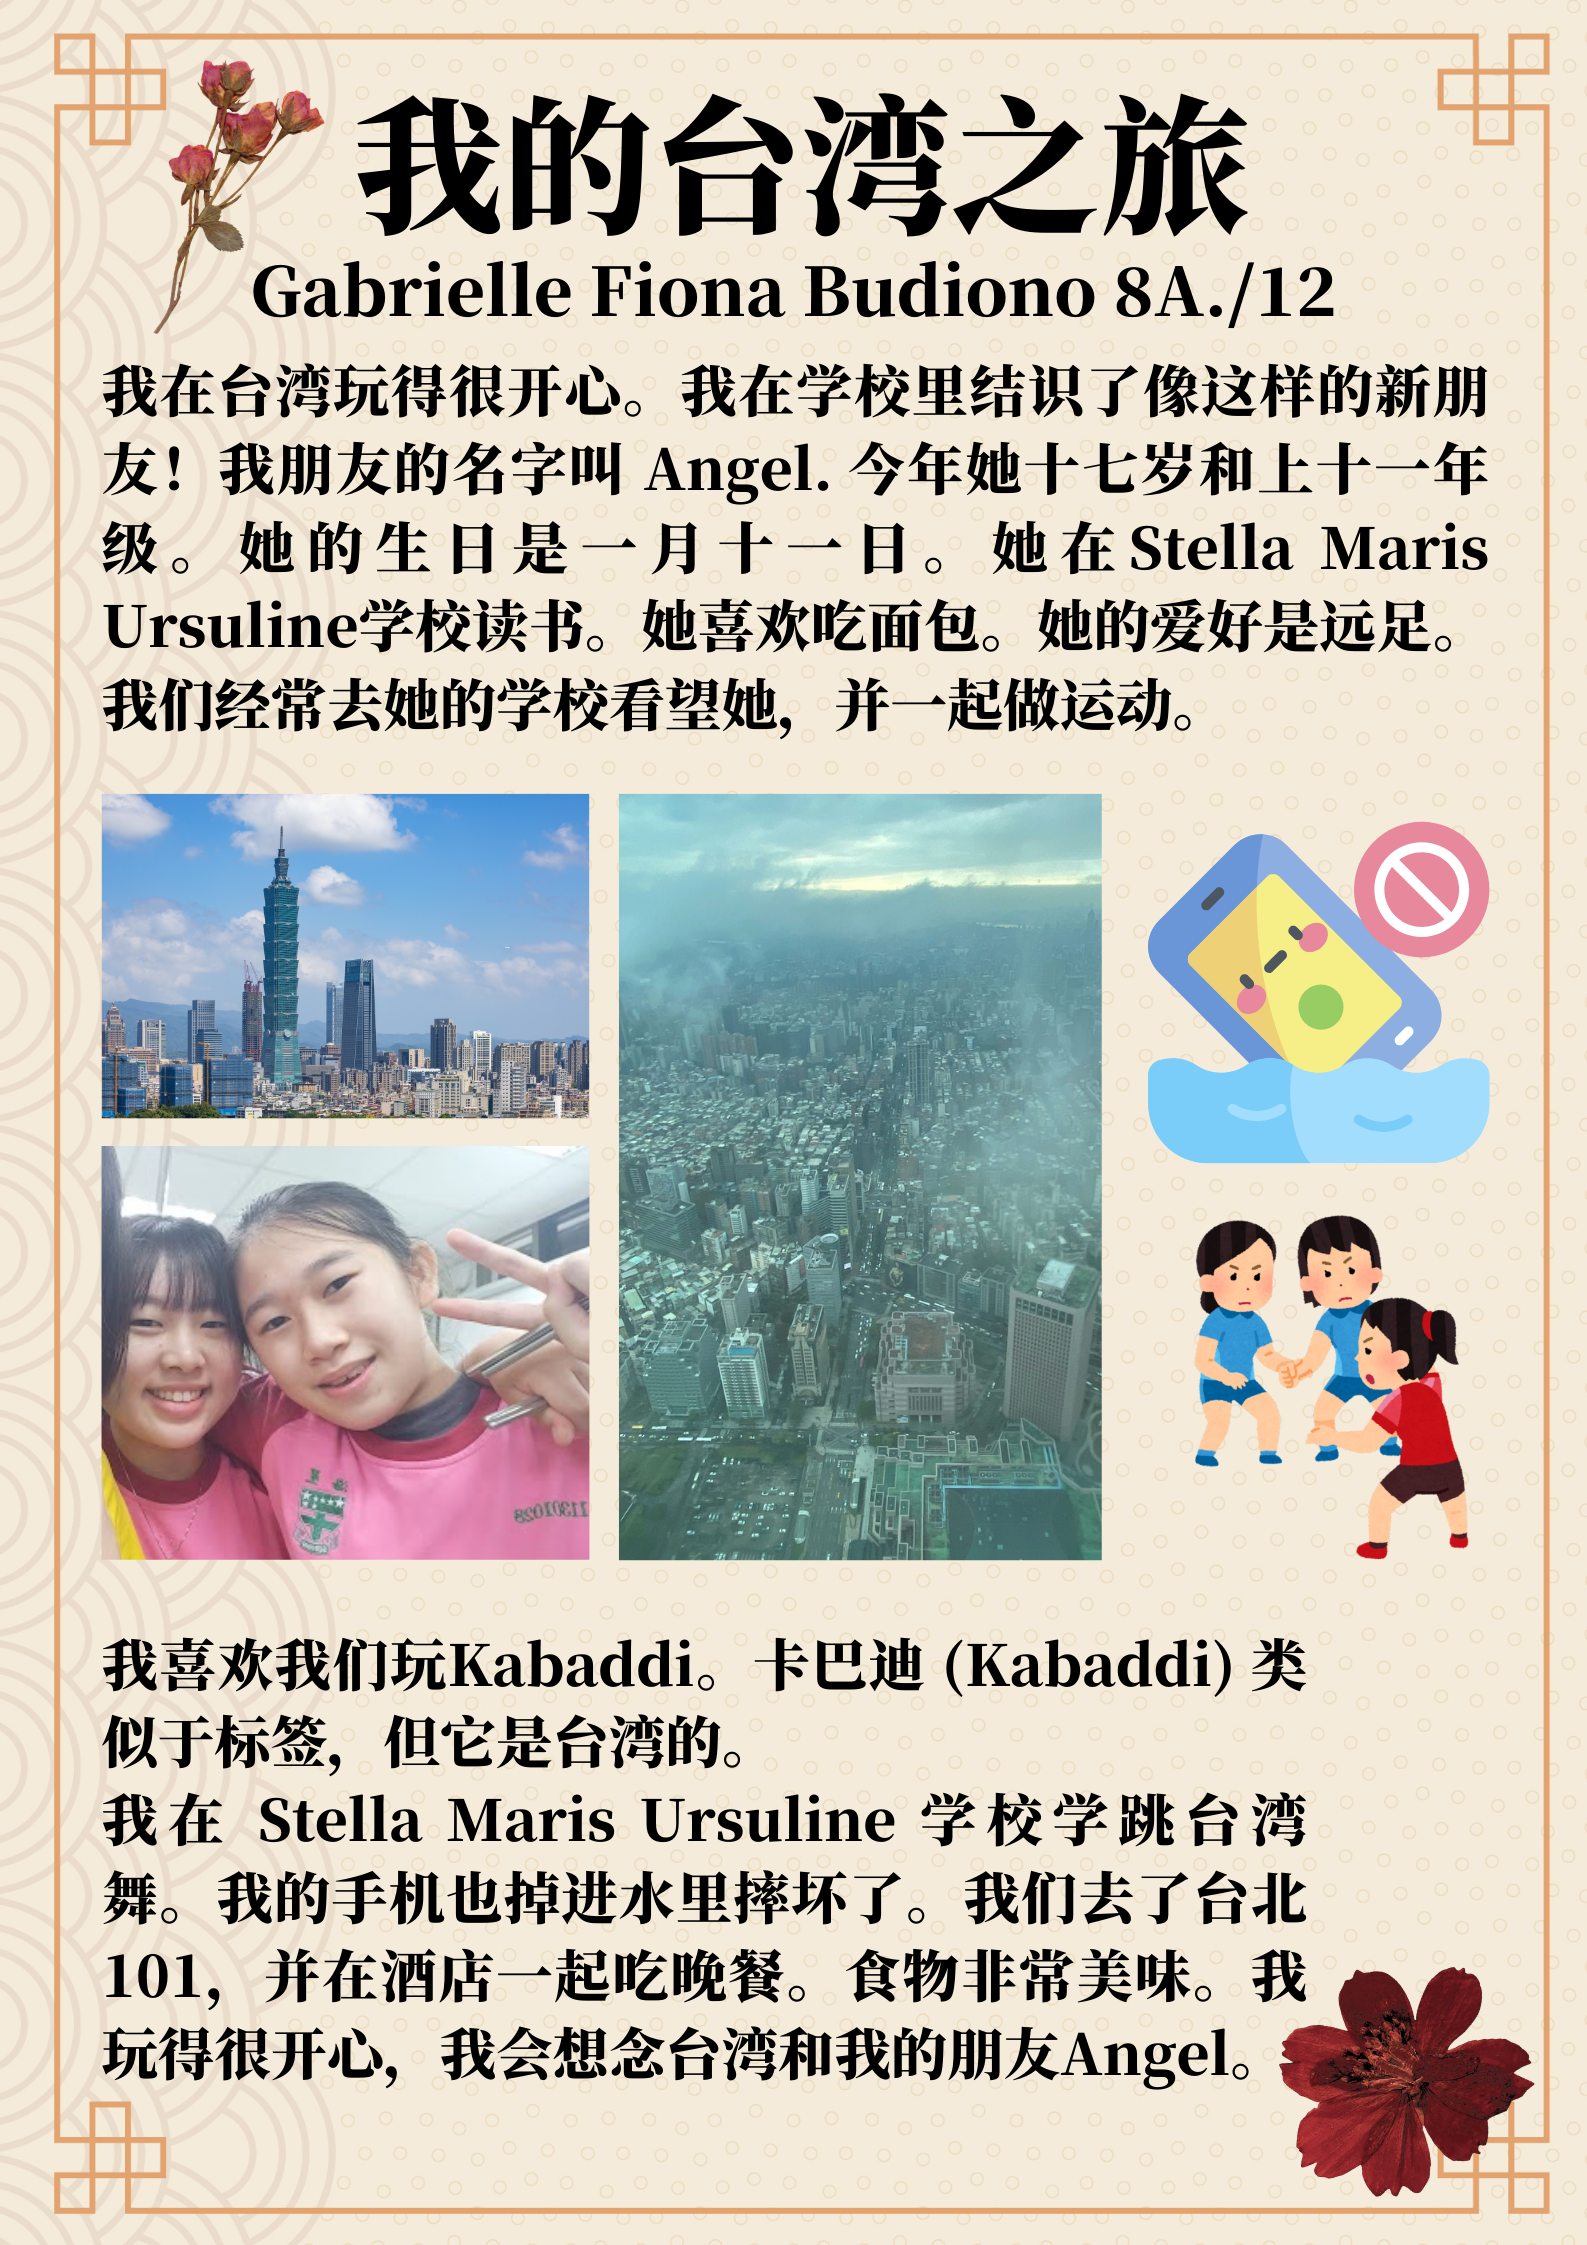 我的台湾之旅
Gabrielle Fiona Budiono 8A./12
我在台湾玩得很开心。我在学校里结识了像这样的新朋
友！我朋友的名字叫 Angel. 今年她十七岁和上十一年
级。她的生日是一月十一日。她在Stella Maris
Ursuline学校读书。她喜欢吃面包。她的爱好是远足。
我们经常去她的学校看望她，并一起做运动。
11301028
我喜欢我们玩Kabaddi。卡巴迪 (Kabaddi) 类
似于标签，但它是台湾的。
我在 Stella Maris Ursuline 学校学跳台湾
舞。我的手机也掉进水里摔坏了。我们去了台北
101，并在酒店一起吃晚餐。食物非常美味。我
玩得很开心，我会想念台湾和我的朋友Angel。